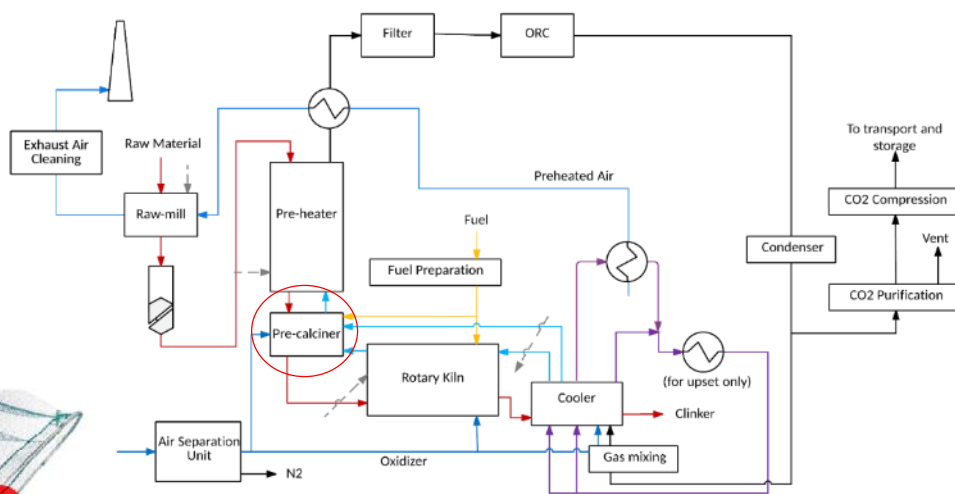 Filter
ORC
Exhaust Air
Cleaning
Raw Material
To transport and
storage
Preheated Air
Raw-mill
Pre-heater
Fuel
CO2 Compression
Condenser
Vent
Fuel Preparation
CO2 Purification
Pre-calciner
Rotary Kiln
(for upset only)
Cooler
Clinker
Air Separation
Unit
Oxidizer
Gas mixing
N2